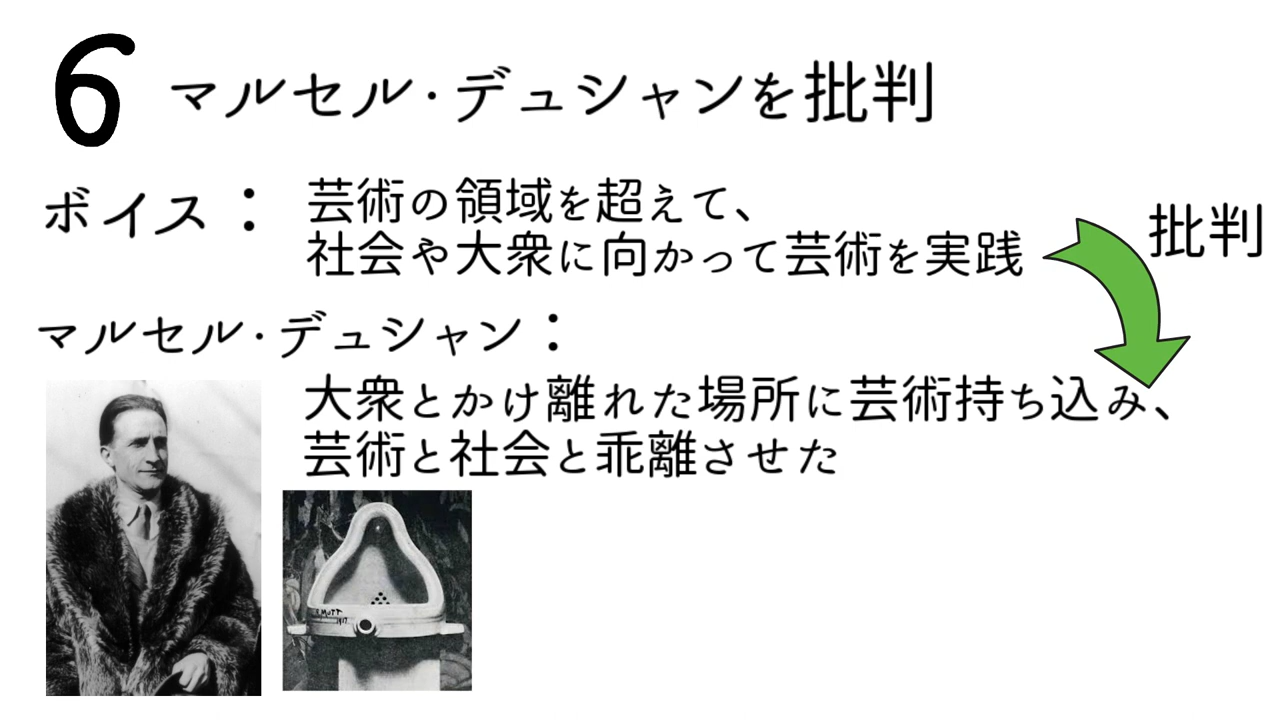 6 マルセル・デュシャンを批判
ボイス： 芸術の領域を超えて、
社会や大衆に向かって芸術を実践
批判
マルセル・デュシャン：
大衆とかけ離れた場所に芸術持ち込み、
芸術と社会と乖離させた
R.MUTT
1917